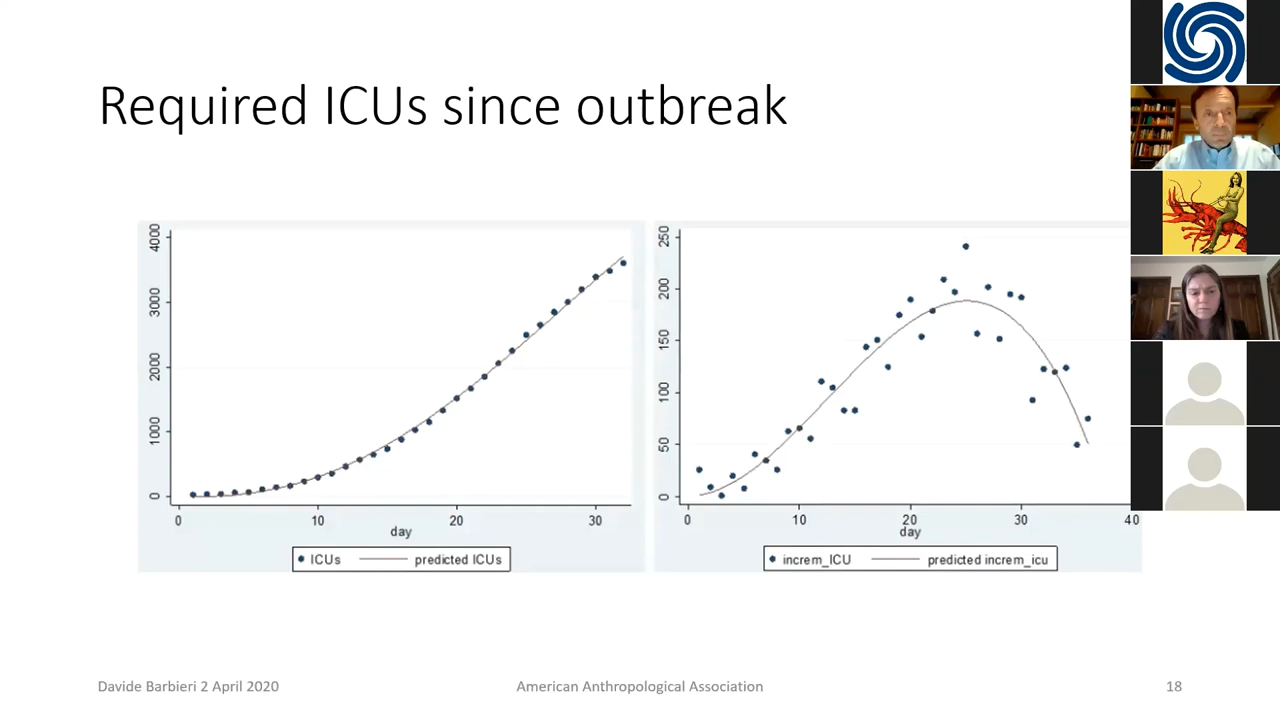 Required ICUs since outbreak
4000
3000
2000
1000
0
0 10 20 30
day
ICUs predicted ICUs
250
200
150
100
50
0
0 10 20 30 40
day
increm_ICU predicted increm_icu
Davide Barbieri 2 April 2020 American Anthropological Association 18